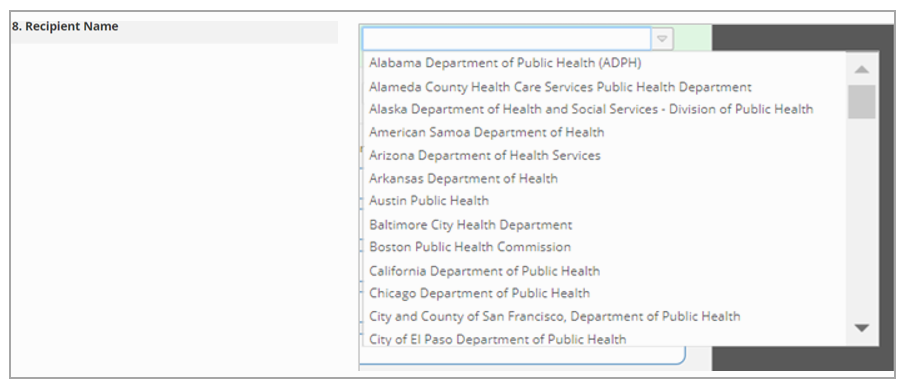 8. Recipient Name
Alabama Department of Public Health (ADPH)
Alameda County Health Care Services Public Health Department
Alaska Department of Health and Social Services - Division of Public Health
American Samoa Department of Health
Arizona Department of Health Services
Arkansas Department of Health
Austin Public Health
Baltimore City Health Department
Boston Public Health Commission
California Department of Public Health
Chicago Department of Public Health
City and County of San Francisco, Department of Public Health
City of El Paso Department of Public Health